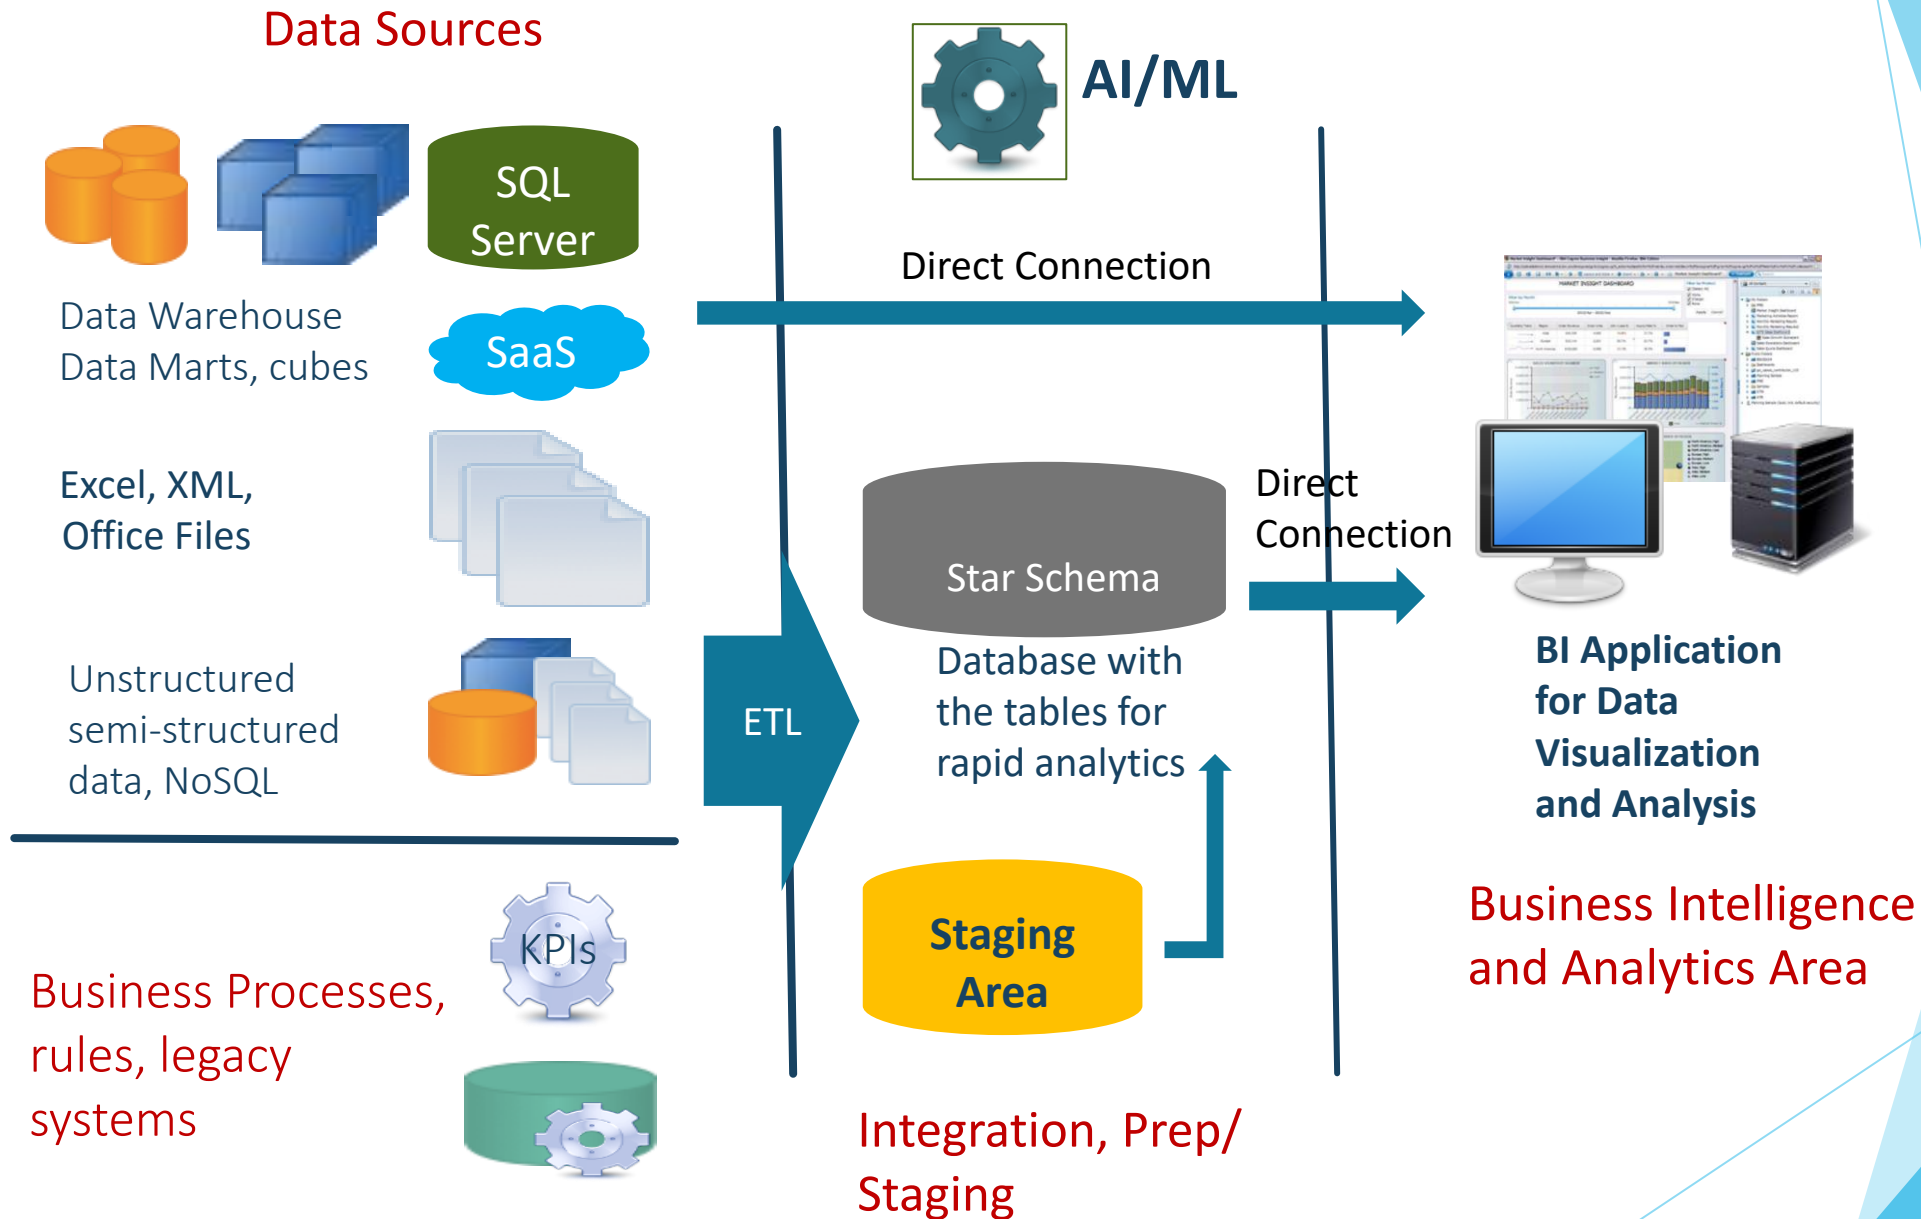 Data Sources
AI/ML
SQL
Server
Direct Connection
Data Warehouse
Data Marts, cubes
SaaS
MARKET INSIGHT DASHBOARD
Excel, XML,
Office Files
Direct
Connection
Star Schema
Unstructured
semi-structured
data, NoSQL
ETL
Database with
the tables for
rapid analytics
BI Application
for Data
Visualization
and Analysis
KPIs
Staging
Area
Business Intelligence
and Analytics Area
Business Processes,
rules, legacy
systems
Integration, Prep/
Staging